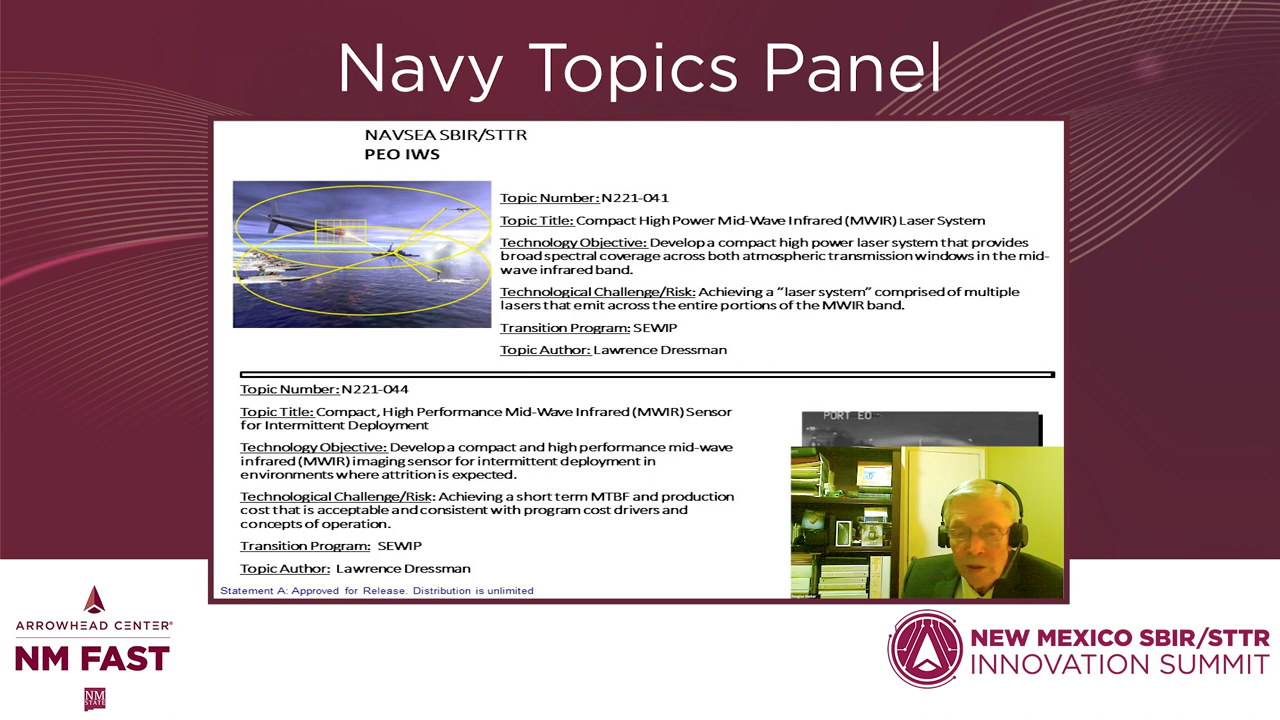 Navy Topics Panel
NAVSEA SBIR/STTR
PEO IWS
Topic Number: N221-041
Topic Title: Compact High Power Mid-Wave Infrared (MWIR) Laser System
Technology Objective: Develop a compact high power laser system that provides
broad spectral coverage across both atmospheric transmission windows in the mid-
wave infrared band.
Technological Challenge/Risk: Achieving a “laser system” comprised of multiple
lasers that emit across the entire portions of the MWIR band.
Transition Program: SEWIP
Topic Author: Lawrence Dressman
Topic Number: N221-044
Topic Title: Compact, High Performance Mid-Wave Infrared (MWIR) Sensor
for Intermittent Deployment
Technology Objective: Develop a compact and high performance mid-wave
infrared (MWIR) imaging sensor for intermittent deployment in
environments where attrition is expected.
Technological Challenge/Risk: Achieving a short term MTBF and production
cost that is acceptable and consistent with program cost drivers and
concepts of operation.
Transition Program: SEWIP
Topic Author: Lawrence Dressman
Statement A: Approved for Release. Distribution is unlimited
PORT EO
ARROWHEAD CENTER®
NM FAST
NM
STATE
NEW MEXICO SBIR/STTR
INNOVATION SUMMIT